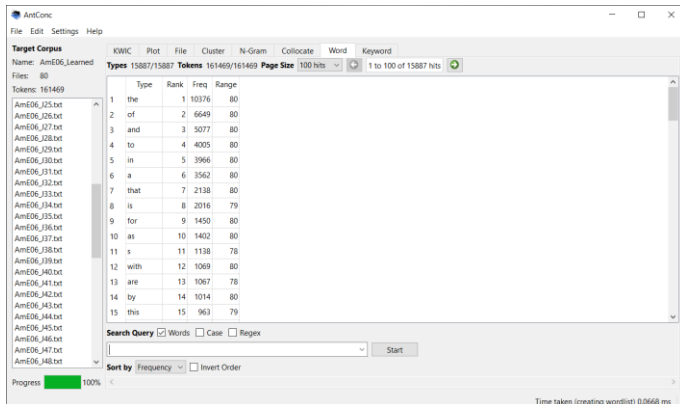 AntConc
File Edit Settings Help
Target Corpus
Name: AmE06_Learned
Files: 80
Tokens: 161469
AmE06_J25.txt
AmE06_J26.txt
AmE06_J27.txt
AmE06_J28.txt
AmE06_J29.txt
AmE06_J30.txt
AmE06_J31.txt
AmE06_J32.txt
AmE06_J33.txt
AmE06_J34.txt
AmE06_J35.txt
AmE06_J36.txt
AmE06_J37.txt
AmE06_J38.txt
AmE06_J39.txt
AmE06_J40.txt
AmE06_J41.txt
AmE06_J42.txt
AmE06_J43.txt
AmE06_J44.txt
AmE06_J45.txt
AmE06_J46.txt
AmE06_J47.txt
AmE06_J48.txt
Progress 100%
KWIC Plot File Cluster N-Gram Collocate Word Keyword
Types 15887/15887 Tokens 161469/161469 Page Size 100 hits 1 to 100 of 15887 hits
Type Rank Freq Range
1 the 1 10376 80
2 of 2 6649 80
3 and 3 5077 80
4 to 4 4005 80
5 in 5 3966 80
6 a 6 3562 80
7 that 7 2138 80
8 is 8 2016 79
9 for 9 1450 80
10 as 10 1402 80
11 s 11 1138 78
12 with 12 1069 80
13 are 13 1067 78
14 by 14 1014 80
15 this 15 963 79
Search Query Words Case Regex
Start
Sort by Frequency Invert Order
Time taken (creating wordlist) 0.0668 ms